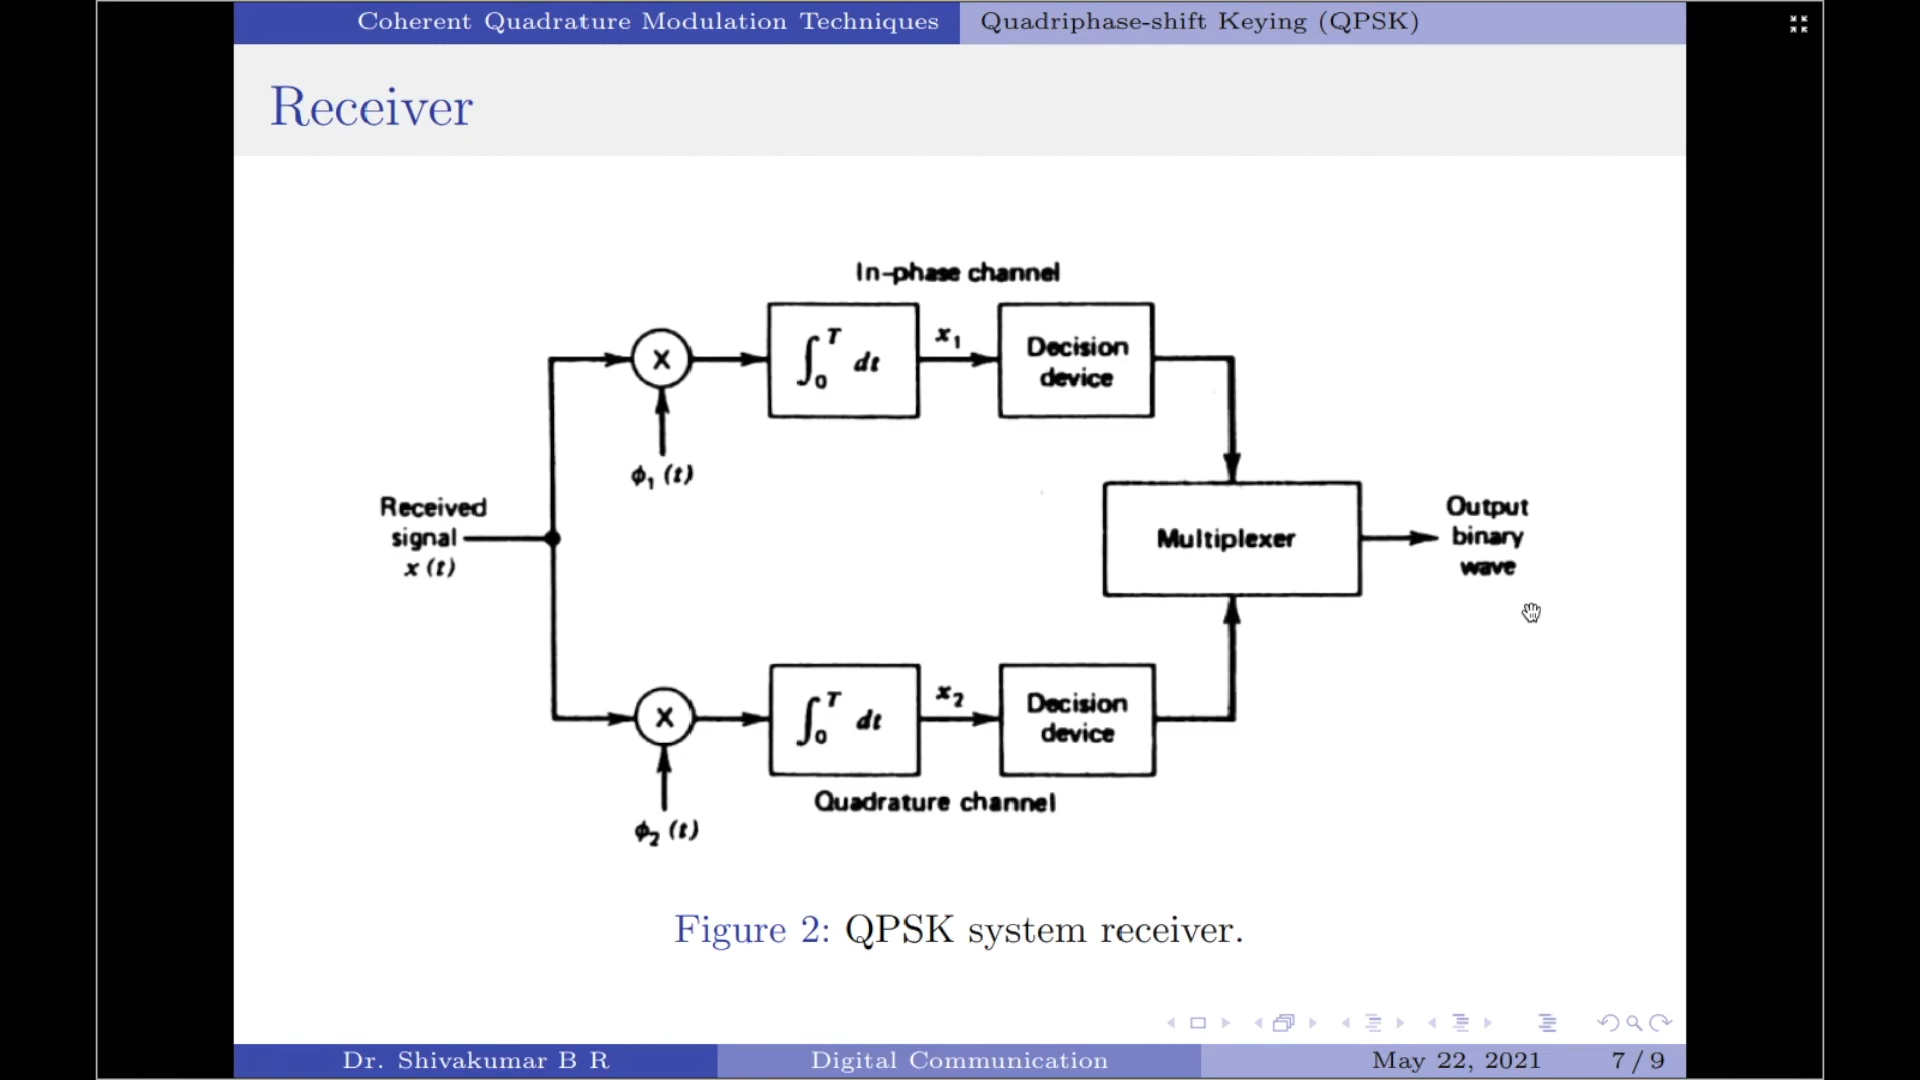 Coherent Quadrature Modulation Techniques
Quadriphase-shift Keying (QPSK)
Receiver
In-phase channel
X
∫₀ᵀ dt
x₁
Decision
device
ϕ₁ (t)
Received
signal
x (t)
Multiplexer
Output
binary
wave
X
∫₀ᵀ dt
x₂
Decision
device
Quadrature channel
ϕ₂ (t)
Figure 2: QPSK system receiver.
Dr. Shivakumar B R
Digital Communication
May 22, 2021
7 / 9